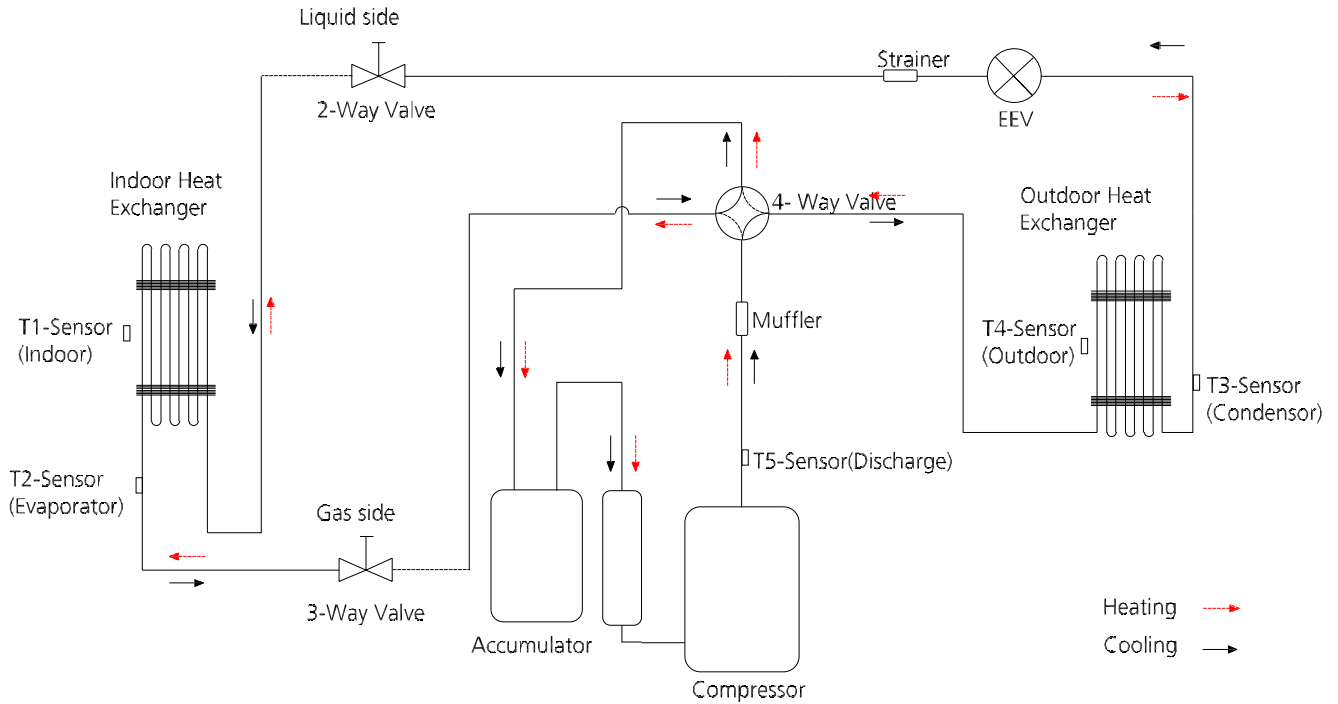 Liquid side
2-Way Valve
Strainer
EEV
Indoor Heat
Exchanger
4- Way Valve
Outdoor Heat
Exchanger
T1-Sensor
(Indoor)
Muffler
T4-Sensor
(Outdoor)
T3-Sensor
(Condensor)
T2-Sensor
(Evaporator)
T5-Sensor(Discharge)
Gas side
3-Way Valve
Accumulator
Compressor
Heating
Cooling